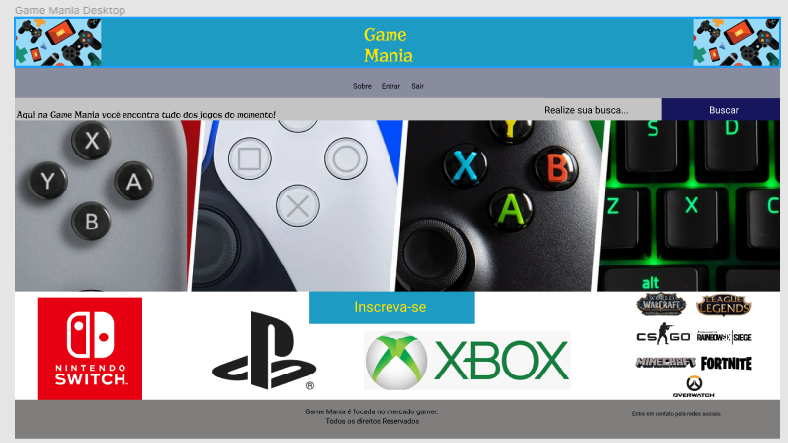 Game Mania Desktop
Game
Mania
Sobre Entrar Sair
Aqui na Game Mania você encontra tudo dos jogos do momento!
Realize sua busca...
Buscar
X
Y A
B
Y
X B
A
S D
Z X C
alt
Inscreva-se
NINTENDO
SWITCH
®
XBOX
WORLD
WARCRAFT
LEAGUE
LEGENDS
CS GO
RAINBOW SIEGE
MINECRAFT
FORTNITE
OVERWATCH
Game Mania é focada no mercado gamer.
Todos os direitos Reservados
Entre em contato pela redes sociais.